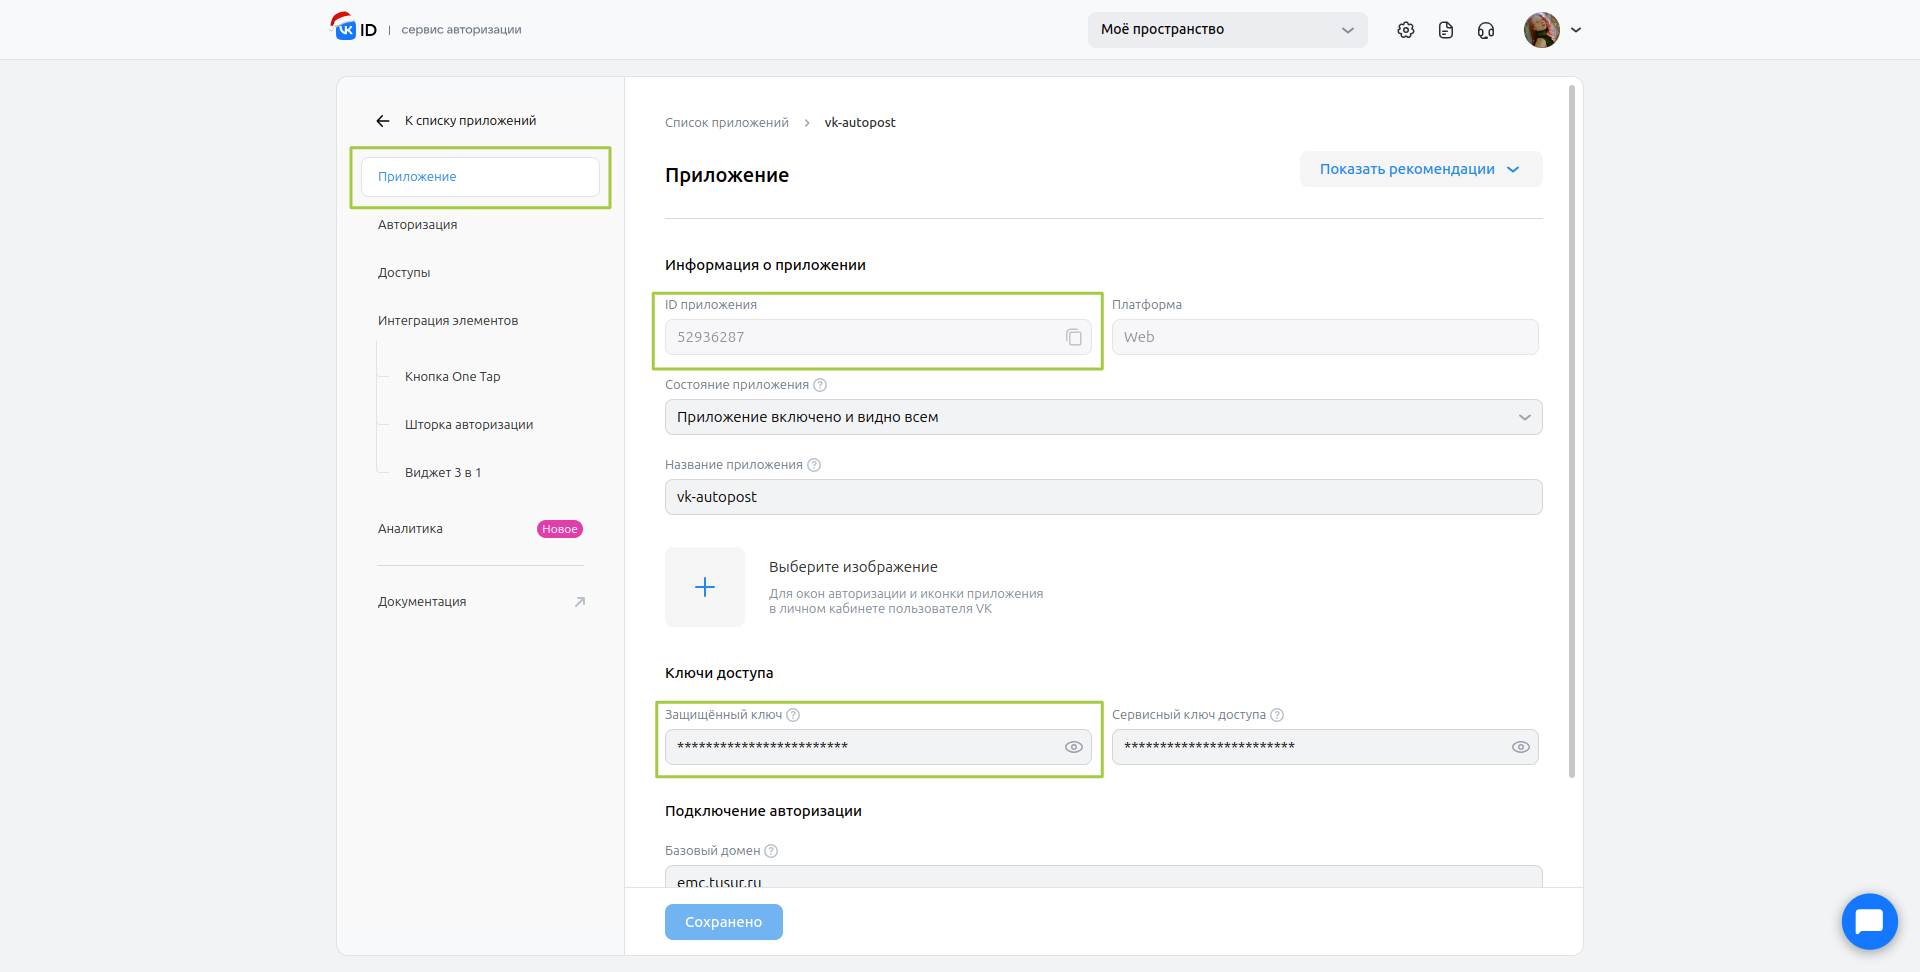 VK ID | сервис авторизации
Моё пространство
К списку приложений
Приложение
Авторизация
Доступы
Интеграция элементов
Кнопка One Tap
Шторка авторизации
Виджет 3 в 1
Аналитика
Новое
Документация
Список приложений > vk-autopost
Приложение
Показать рекомендации
Информация о приложении
ID приложения
52936287
Платформа
Web
Состояние приложения ?
Приложение включено и видно всем
Название приложения ?
vk-autopost
Выберите изображение
Для окон авторизации и иконки приложения
в личном кабинете пользователя VK
Ключи доступа
Защищённый ключ ?
************************
Сервисный ключ доступа ?
************************
Подключение авторизации
Базовый домен ?
emc.tusur.ru
Сохранено